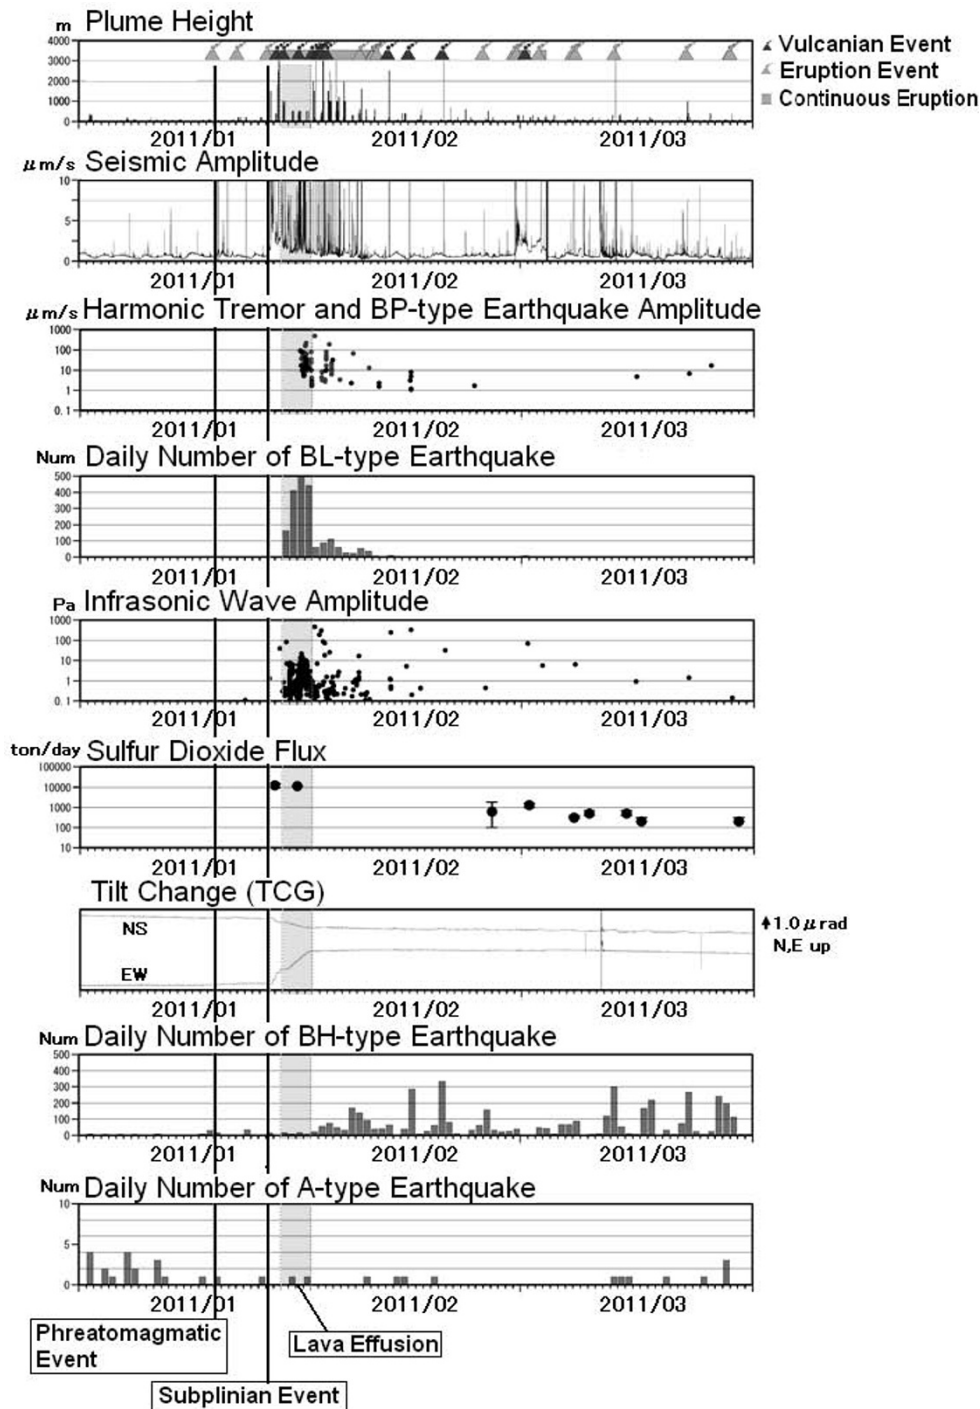 m Plume Height
4000
3000
2000
1000
0
2011/01 2011/02 2011/03
Vulcanian Event
Eruption Event
Continuous Eruption
μm/s Seismic Amplitude
10
5
0
2011/01 2011/02 2011/03
μm/s Harmonic Tremor and BP-type Earthquake Amplitude
1000
100
10
1
0.1
2011/01 2011/02 2011/03
Num Daily Number of BL-type Earthquake
500
400
300
200
100
0
2011/01 2011/02 2011/03
Pa Infrasonic Wave Amplitude
1000
100
10
1
0.1
2011/01 2011/02 2011/03
ton/day Sulfur Dioxide Flux
100000
10000
1000
100
10
2011/01 2011/02 2011/03
Tilt Change (TCG)
NS
EW
1.0 μ rad
N,E up
2011/01 2011/02 2011/03
Num Daily Number of BH-type Earthquake
500
400
300
200
100
0
2011/01 2011/02 2011/03
Num Daily Number of A-type Earthquake
10
5
0
2011/01 2011/02 2011/03
Phreatomagmatic
Event
Lava Effusion
Subplinian Event